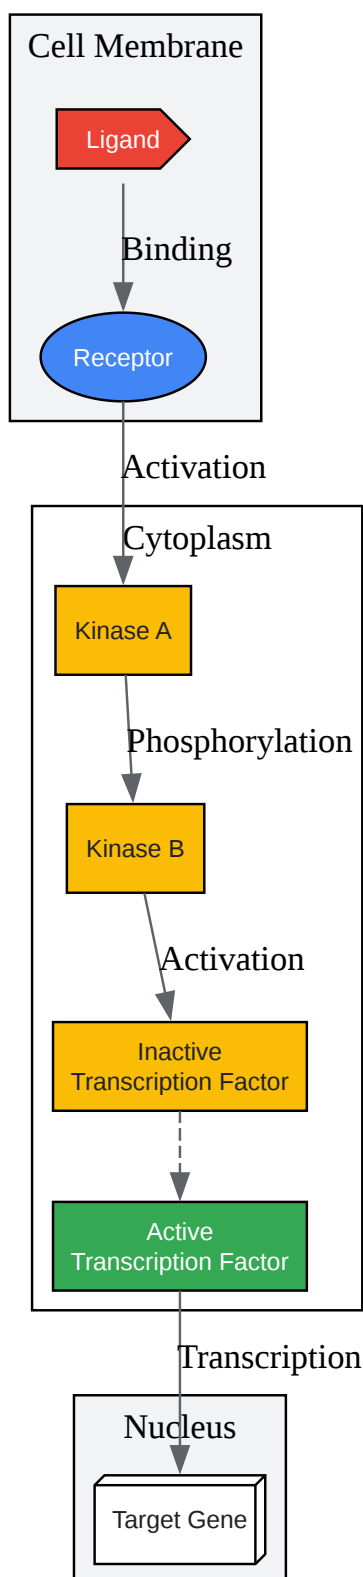 Cell Membrane
Ligand
Binding
Receptor
Activation
Cytoplasm
Kinase A
Phosphorylation
Kinase B
Activation
Inactive
Transcription Factor
Active
Transcription Factor
Transcription
Nucleus
Target Gene